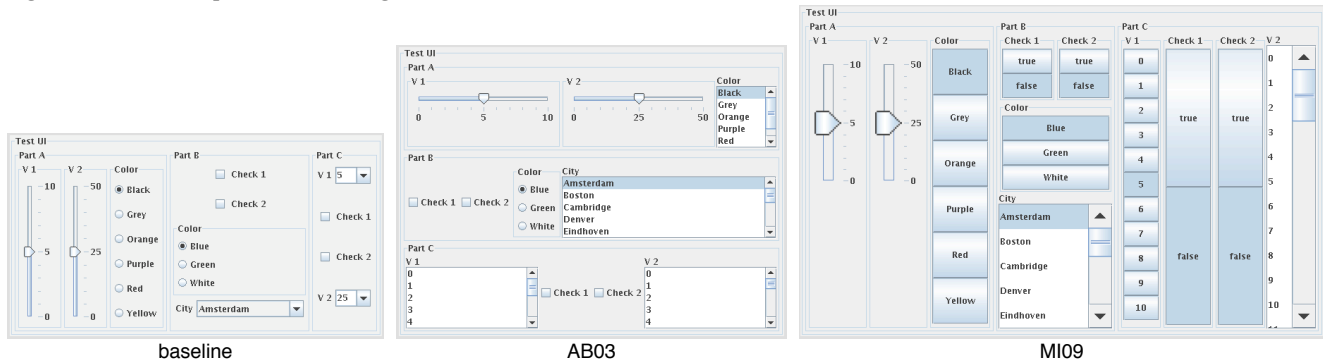 Test UI
Part A
V 1
V 2
Color
10
5
0
50
25
0
Black
Grey
Orange
Purple
Red
Yellow
Part B
Check 1
Check 2
Color
Blue
Green
White
City Amsterdam
Part C
V 1 5
Check 1
Check 2
V 2 25
baseline
Test UI
Part A
V 1
0 5 10
V 2
0 25 50
Color
Black
Grey
Orange
Purple
Red
Part B
Check 1 Check 2
Color
Blue
Green
White
City
Amsterdam
Boston
Cambridge
Denver
Eindhoven
Part C
V 1
0
1
2
3
4
Check 1 Check 2
V 2
0
1
2
3
4
AB03
Test UI
Part A
V 1
10
5
0
V 2
50
25
0
Color
Black
Grey
Orange
Purple
Red
Yellow
Part B
Check 1
true
false
Check 2
true
false
Color
Blue
Green
White
City
Amsterdam
Boston
Cambridge
Denver
Eindhoven
Part C
V 1
0
1
2
3
4
5
6
7
8
9
10
Check 1
true
false
Check 2
true
false
V 2
0
1
2
3
4
5
6
7
8
9
10
MI09